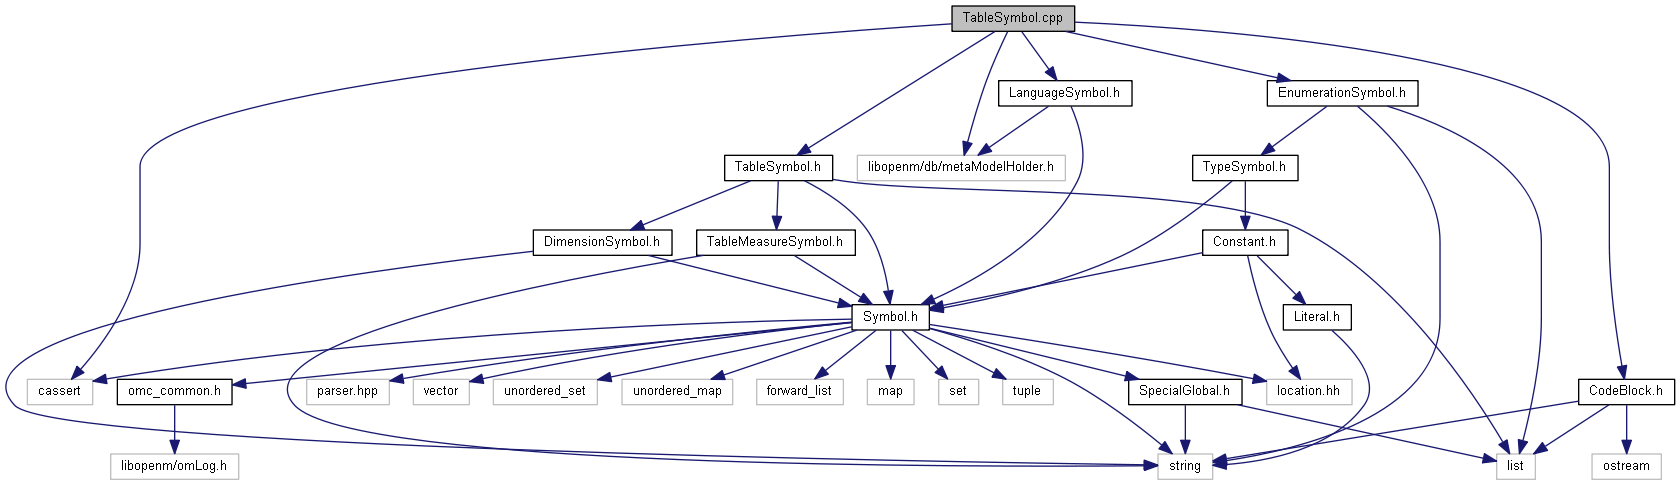 TableSymbol.cpp
LanguageSymbol.h
EnumerationSymbol.h
TableSymbol.h
libopenm/db/metaModelHolder.h
TypeSymbol.h
DimensionSymbol.h
TableMeasureSymbol.h
Constant.h
Symbol.h
Literal.h
cassert
omc_common.h
parser.hpp
vector
unordered_set
unordered_map
forward_list
map
set
tuple
SpecialGlobal.h
location.hh
CodeBlock.h
libopenm/omLog.h
string
list
ostream